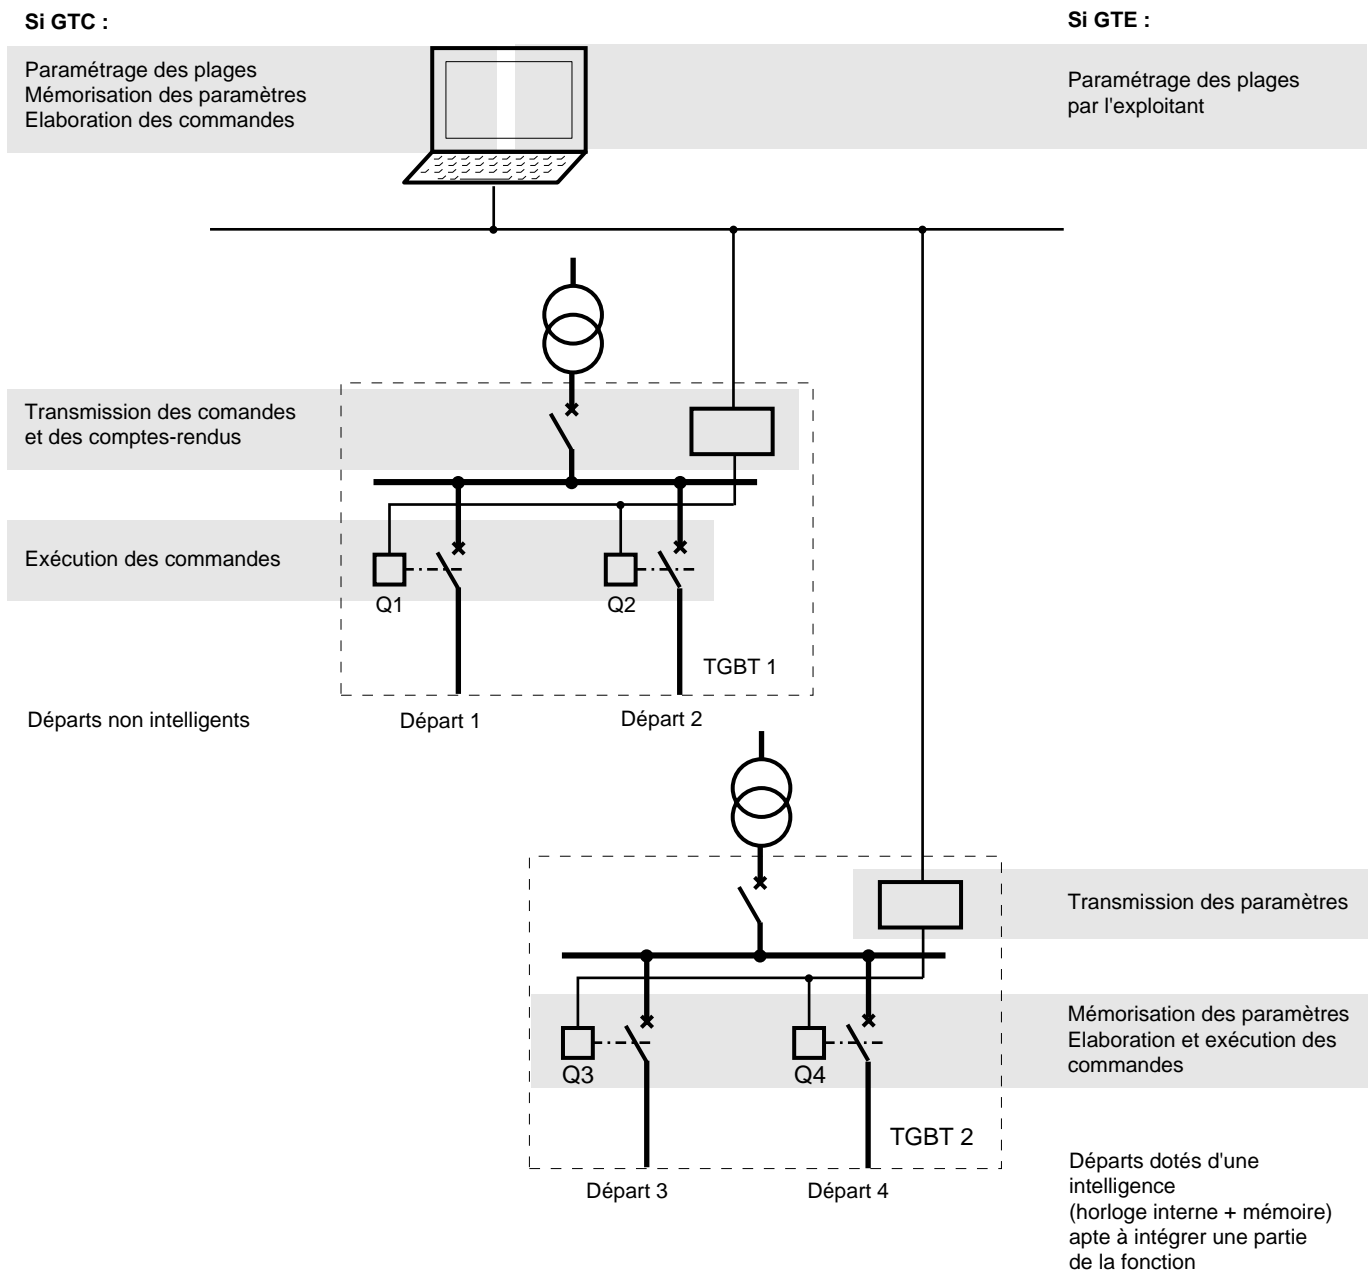 Si GTC :
Si GTE :
Paramétrage des plages
Mémorisation des paramètres
Elaboration des commandes
Paramétrage des plages
par l'exploitant
Transmission des comandes
et des comptes-rendus
Exécution des commandes
Q1
Q2
TGBT 1
Départs non intelligents
Départ 1
Départ 2
Transmission des paramètres
Mémorisation des paramètres
Elaboration et exécution des
commandes
Q3
Q4
TGBT 2
Départ 3
Départ 4
Départs dotés d'une
intelligence
(horloge interne + mémoire)
apte à intégrer une partie
de la fonction